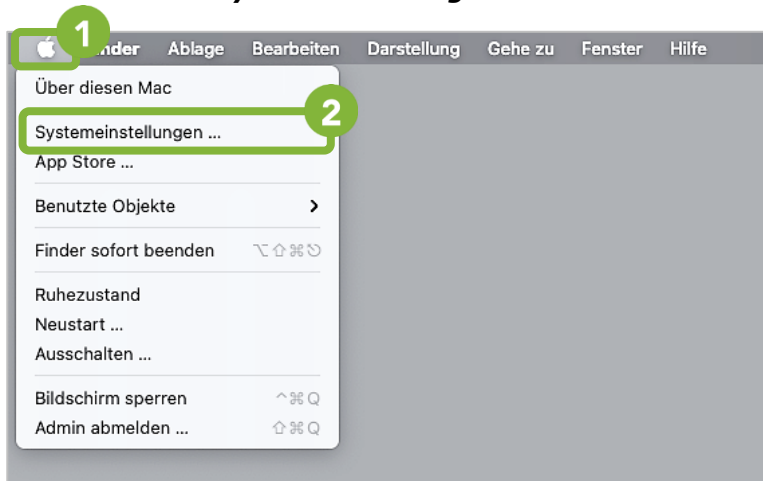 1
Ablage Bearbeiten Darstellung Gehe zu Fenster Hilfe
Über diesen Mac
2
Systemeinstellungen ...
App Store ...
Benutzte Objekte
Finder sofort beenden ⌥⇧⌘⎋
Ruhezustand
Neustart ...
Ausschalten ...
Bildschirm sperren ^⌘Q
Admin abmelden ... ⇧⌘Q